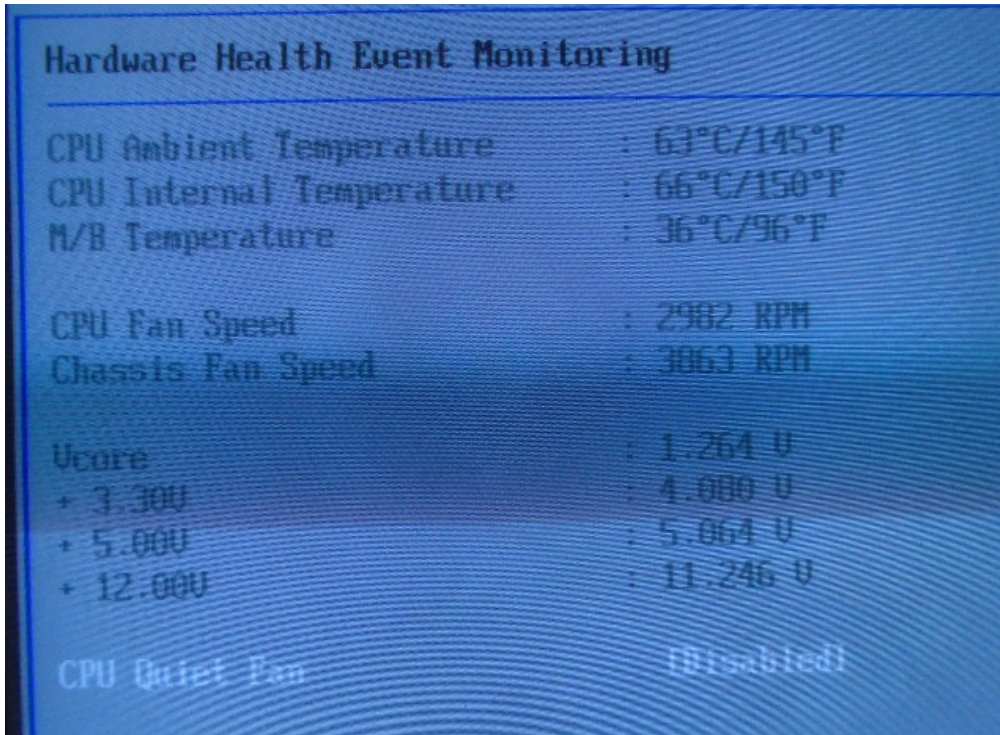 Hardware Health Event Monitoring
CPU Ambient Temperature : 63°C/145°F
CPU Internal Temperature : 66°C/150°F
M/B Temperature : 36°C/96°F
CPU Fan Speed : 2982 RPM
Chassis Fan Speed : 3063 RPM
Vcore : 1.264 V
+ 3.30V : 4.080 V
+ 5.00V : 5.064 V
+ 12.00V : 11.246 V
CPU Quiet Fan [Disabled]